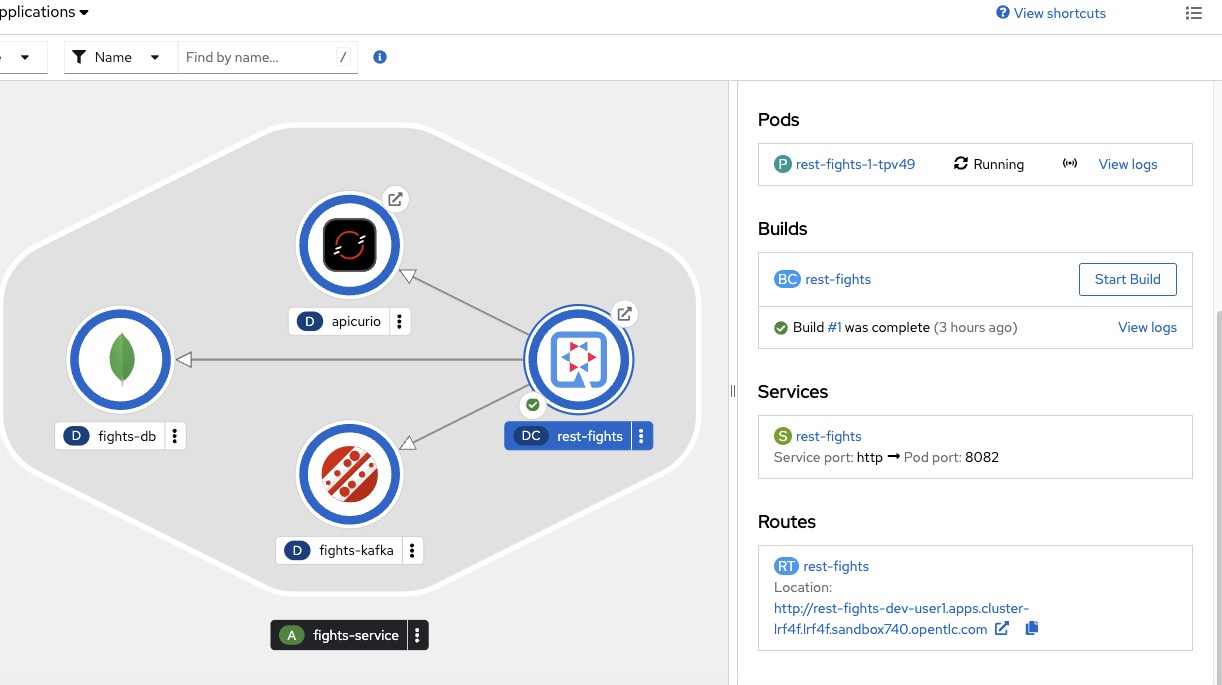 pplications
View shortcuts
Name
Find by name...
/
Pods
P rest-fights-1-tpv49
Running
View logs
Builds
BC rest-fights
Start Build
Build #1 was complete (3 hours ago)
View logs
Services
S rest-fights
Service port: http → Pod port: 8082
Routes
RT rest-fights
Location:
http://rest-fights-dev-user1.apps.cluster-
lrf4f.lrf4f.sandbox740.opentlc.com
D apicurio
D fights-db
DC rest-fights
D fights-kafka
A fights-service